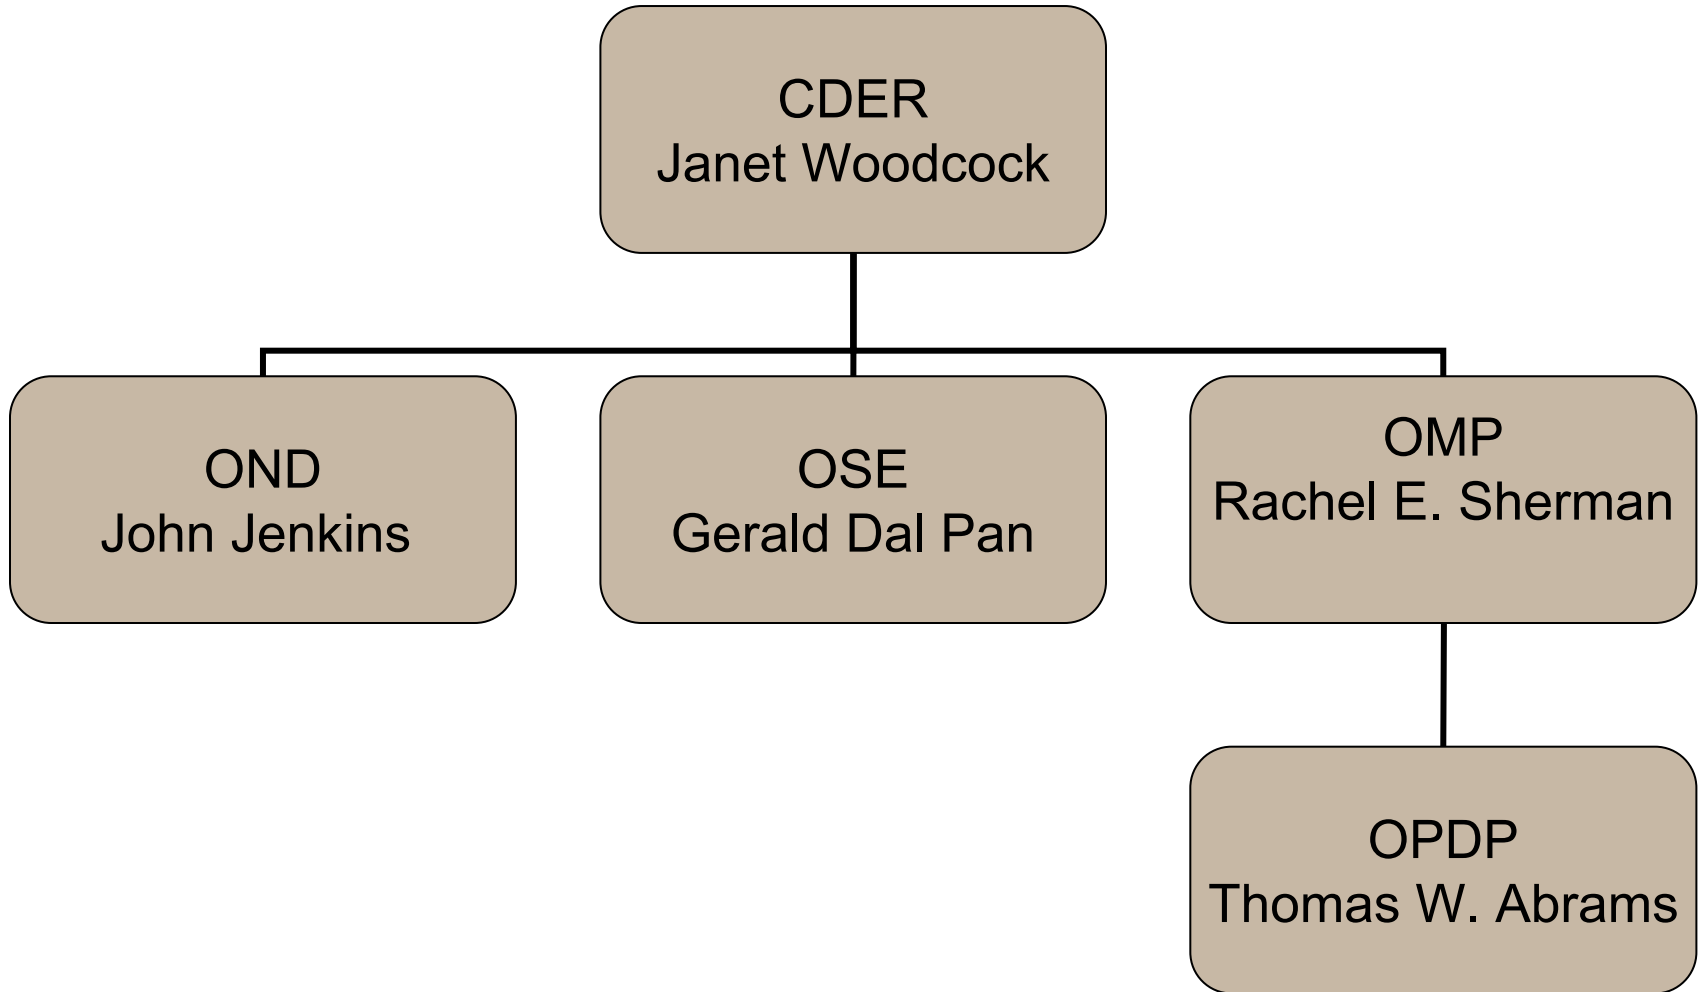 CDER
Janet Woodcock
OND
John Jenkins
OSE
Gerald Dal Pan
OMP
Rachel E. Sherman
OPDP
Thomas W. Abrams